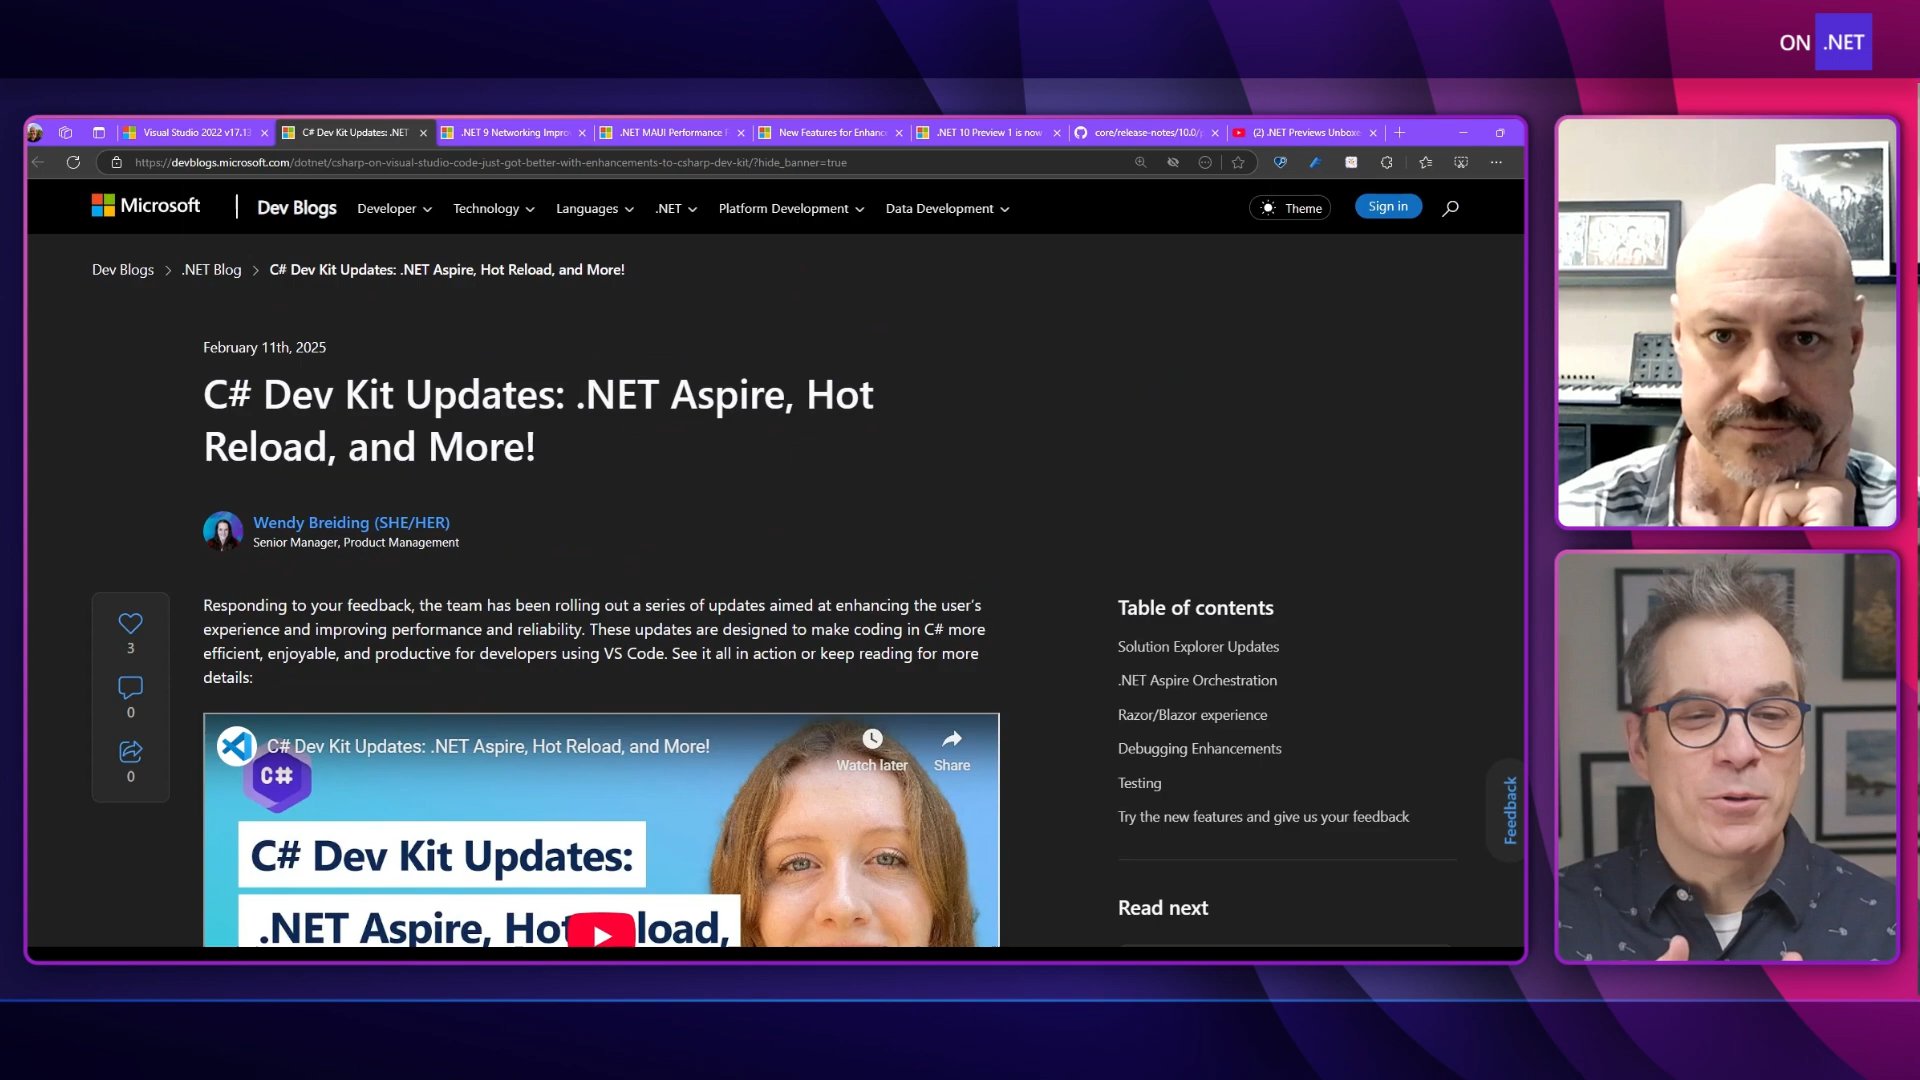 ON .NET
Visual Studio 2022 v17.13
C# Dev Kit Updates: .NET
.NET 9 Networking Impro
.NET MAUI Performance F
New Features for Enhanc
.NET 10 Preview 1 is now
core/release-notes/10.0/p
(2) .NET Previews Unboxe
https://devblogs.microsoft.com/dotnet/csharp-on-visual-studio-code-just-got-better-with-enhancements-to-csharp-dev-kit/?hide_banner=true
Microsoft
Dev Blogs
Developer
Technology
Languages
.NET
Platform Development
Data Development
Theme
Sign in
Dev Blogs > .NET Blog > C# Dev Kit Updates: .NET Aspire, Hot Reload, and More!
February 11th, 2025
C# Dev Kit Updates: .NET Aspire, Hot
Reload, and More!
Wendy Breiding (SHE/HER)
Senior Manager, Product Management
3
0
0
Responding to your feedback, the team has been rolling out a series of updates aimed at enhancing the user's
experience and improving performance and reliability. These updates are designed to make coding in C# more
efficient, enjoyable, and productive for developers using VS Code. See it all in action or keep reading for more
details:
C# Dev Kit Updates: .NET Aspire, Hot Reload, and More!
Watch later
Share
C#
C# Dev Kit Updates:
.NET Aspire, Hot load,
Table of contents
Solution Explorer Updates
.NET Aspire Orchestration
Razor/Blazor experience
Debugging Enhancements
Testing
Try the new features and give us your feedback
Read next
Feedback